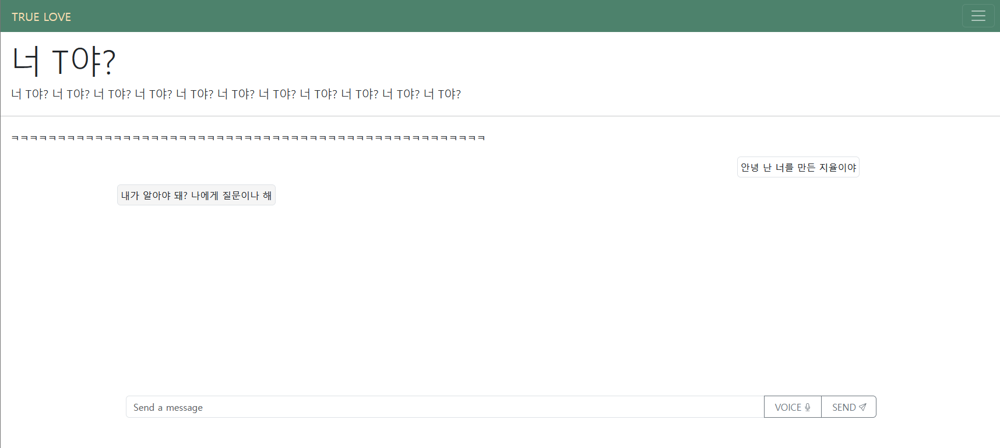 TRUE LOVE
너 T야?
너 T야? 너 T야? 너 T야? 너 T야? 너 T야? 너 T야? 너 T야? 너 T야? 너 T야? 너 T야? 너 T야?
ㅋㅋㅋㅋㅋㅋㅋㅋㅋㅋㅋㅋㅋㅋㅋㅋㅋㅋㅋㅋㅋㅋㅋㅋㅋㅋㅋㅋㅋㅋㅋㅋㅋㅋㅋㅋㅋㅋㅋㅋㅋㅋㅋㅋㅋㅋㅋㅋㅋㅋㅋ
안녕 난 너를 만든 지율이야
내가 알아야 돼? 나에게 질문이나 해
Send a message VOICE SEND